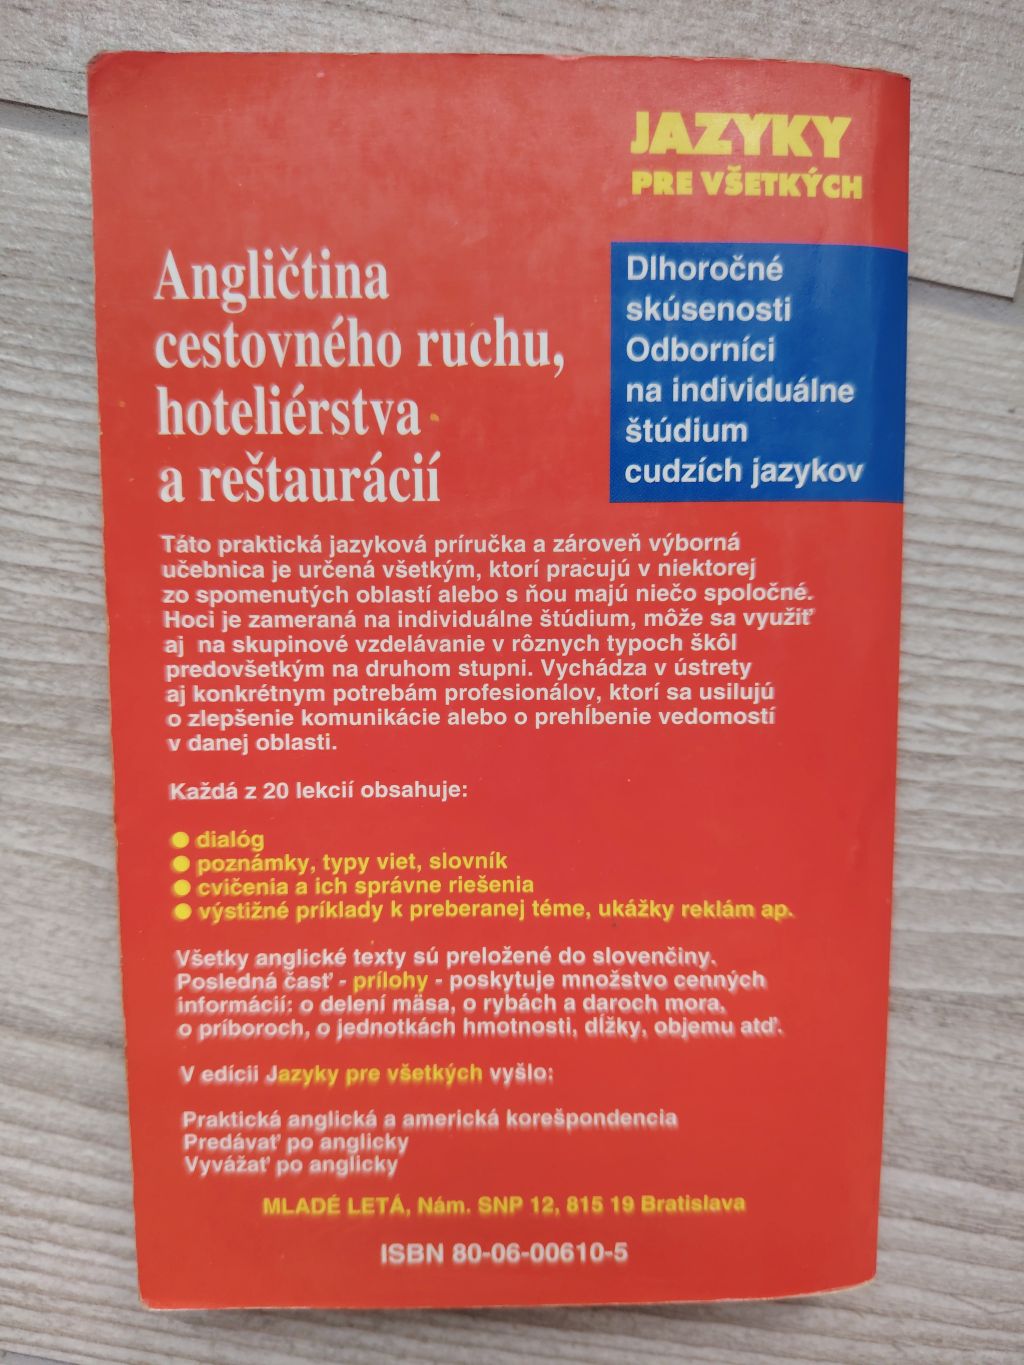 JAZYKY
PRE VŠETKÝCH
Angličtina
cestovného ruchu,
hoteliérstva
a reštaurácií
Dlhoročné
skúsenosti
Odborníci
na individuálne
štúdium
cudzích jazykov
Táto praktická jazyková príručka a zároveň výborná
učebnica je určená všetkým, ktorí pracujú v niektorej
zo spomenutých oblastí alebo s ňou majú niečo spoločné.
Hoci je zameraná na individuálne štúdium, môže sa využiť
aj na skupinové vzdelávanie v rôznych typoch škôl
predovšetkým na druhom stupni. Vychádza v ústrety
aj konkrétnym potrebám profesionálov, ktorí sa usilujú
o zlepšenie komunikácie alebo o prehĺbenie vedomostí
v danej oblasti.
Každá z 20 lekcií obsahuje:
● dialóg
● poznámky, typy viet, slovník
● cvičenia a ich správne riešenia
● výstižné príklady k preberanej téme, ukážky reklám ap.
Všetky anglické texty sú preložené do slovenčiny.
Posledná časť - prílohy - poskytuje množstvo cenných
informácií: o delení mäsa, o rybách a daroch mora,
o príboroch, o jednotkách hmotnosti, dĺžky, objemu atď.
V edícii Jazyky pre všetkých vyšlo:
Praktická anglická a americká korešpondencia
Predávať po anglicky
Vyvážať po anglicky
MLADÉ LETÁ, Nám. SNP 12, 815 19 Bratislava
ISBN 80-06-00610-5